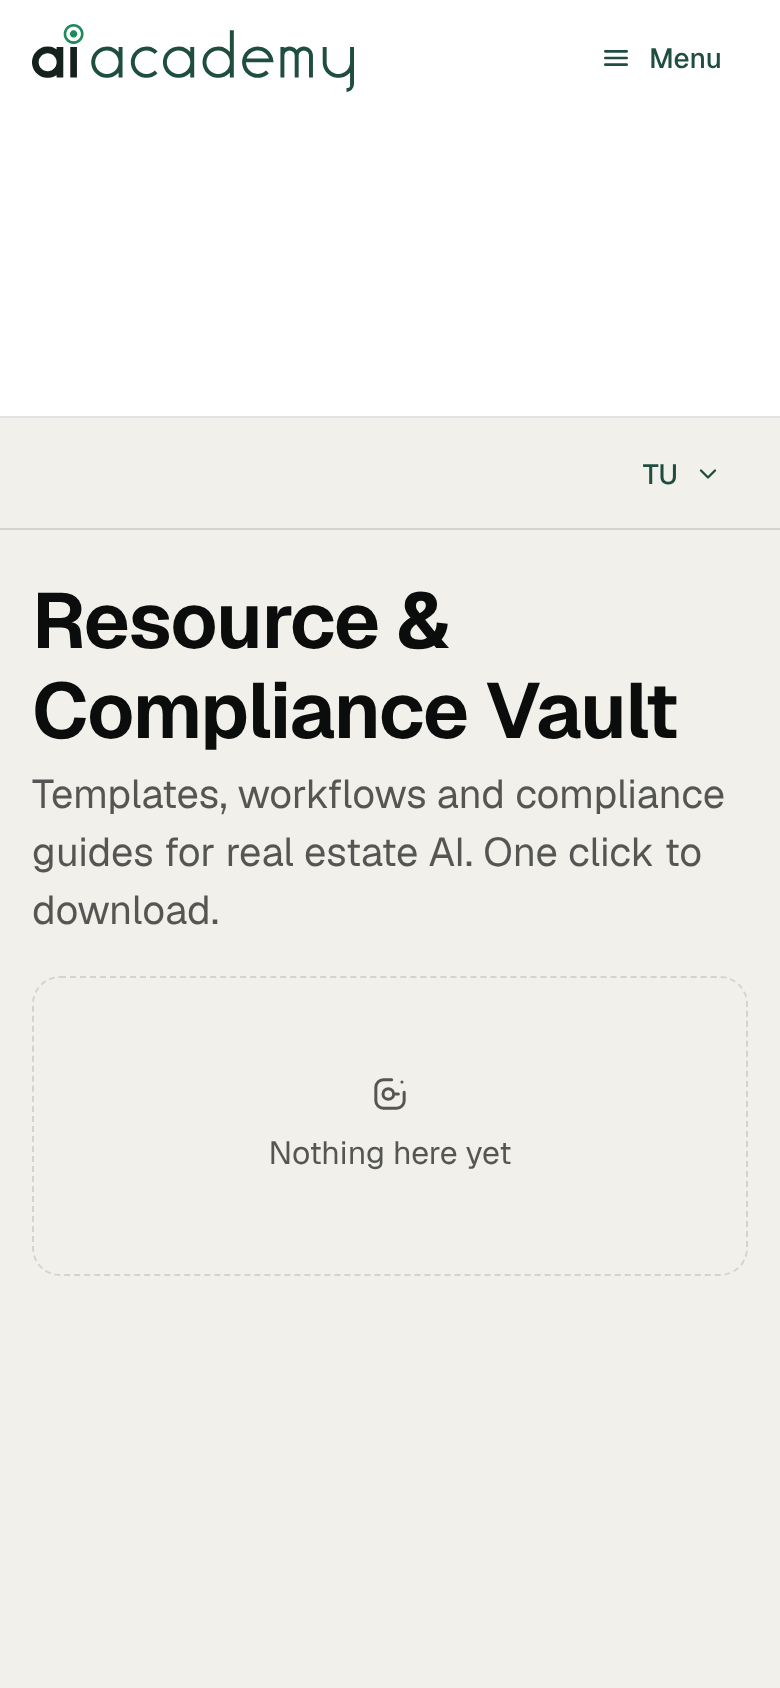 ai academy
Menu
TU
Resource &
Compliance Vault
Templates, workflows and compliance
guides for real estate AI. One click to
download.
Nothing here yet